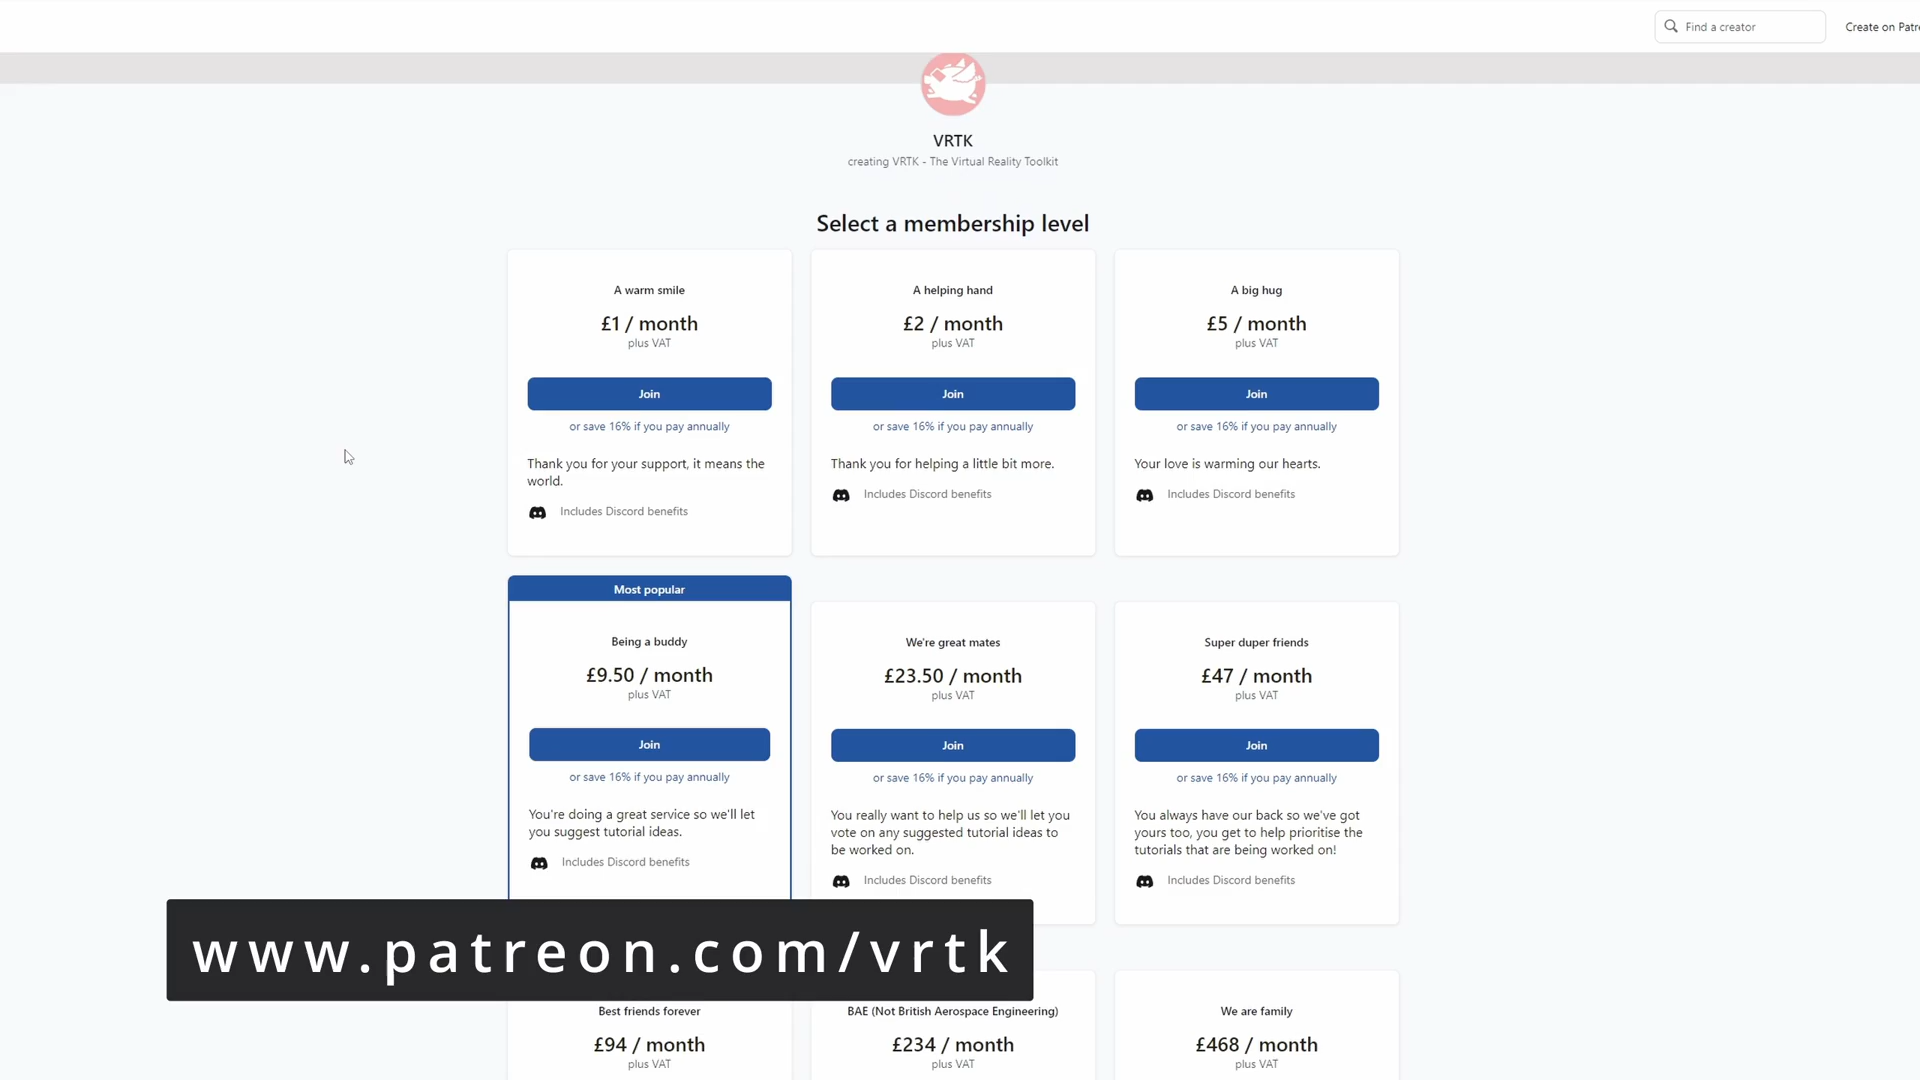 Find a creator
Create on Patre
VRTK
creating VRTK - The Virtual Reality Toolkit
Select a membership level
A warm smile
£1 / month
plus VAT
Join
or save 16% if you pay annually
Thank you for your support, it means the
world.
Includes Discord benefits
A helping hand
£2 / month
plus VAT
Join
or save 16% if you pay annually
Thank you for helping a little bit more.
Includes Discord benefits
A big hug
£5 / month
plus VAT
Join
or save 16% if you pay annually
Your love is warming our hearts.
Includes Discord benefits
Most popular
Being a buddy
£9.50 / month
plus VAT
Join
or save 16% if you pay annually
You're doing a great service so we'll let
you suggest tutorial ideas.
Includes Discord benefits
We're great mates
£23.50 / month
plus VAT
Join
or save 16% if you pay annually
You really want to help us so we'll let you
vote on any suggested tutorial ideas to
be worked on.
Includes Discord benefits
Super duper friends
£47 / month
plus VAT
Join
or save 16% if you pay annually
You always have our back so we've got
yours too, you get to help prioritise the
tutorials that are being worked on!
Includes Discord benefits
www.patreon.com/vrtk
Best friends forever
£94 / month
plus VAT
BAE (Not British Aerospace Engineering)
£234 / month
plus VAT
We are family
£468 / month
plus VAT